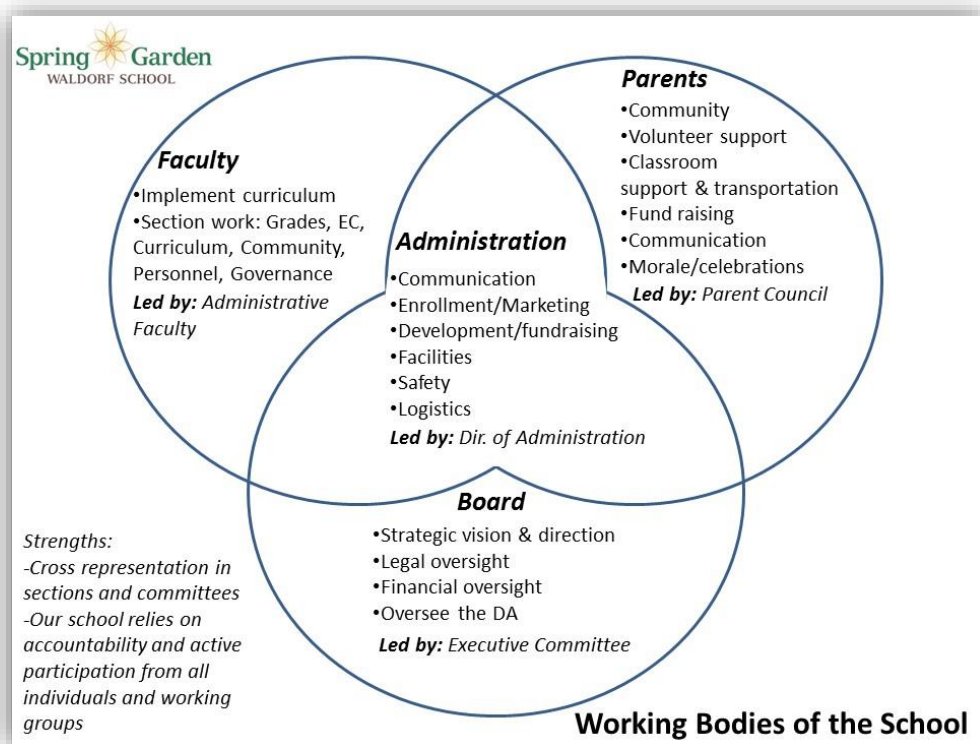 Spring Garden
WALDORF SCHOOL
Faculty
•Implement curriculum
•Section work: Grades, EC,
Curriculum, Community,
Personnel, Governance
Led by: Administrative
Faculty
Parents
•Community
•Volunteer support
•Classroom
support & transportation
•Fund raising
•Communication
•Morale/celebrations
Led by: Parent Council
Administration
•Communication
•Enrollment/Marketing
•Development/fundraising
•Facilities
•Safety
•Logistics
Led by: Dir. of Administration
Board
•Strategic vision & direction
•Legal oversight
•Financial oversight
•Oversee the DA
Led by: Executive Committee
Strengths:
-Cross representation in
sections and committees
-Our school relies on
accountability and active
participation from all
individuals and working
groups
Working Bodies of the School